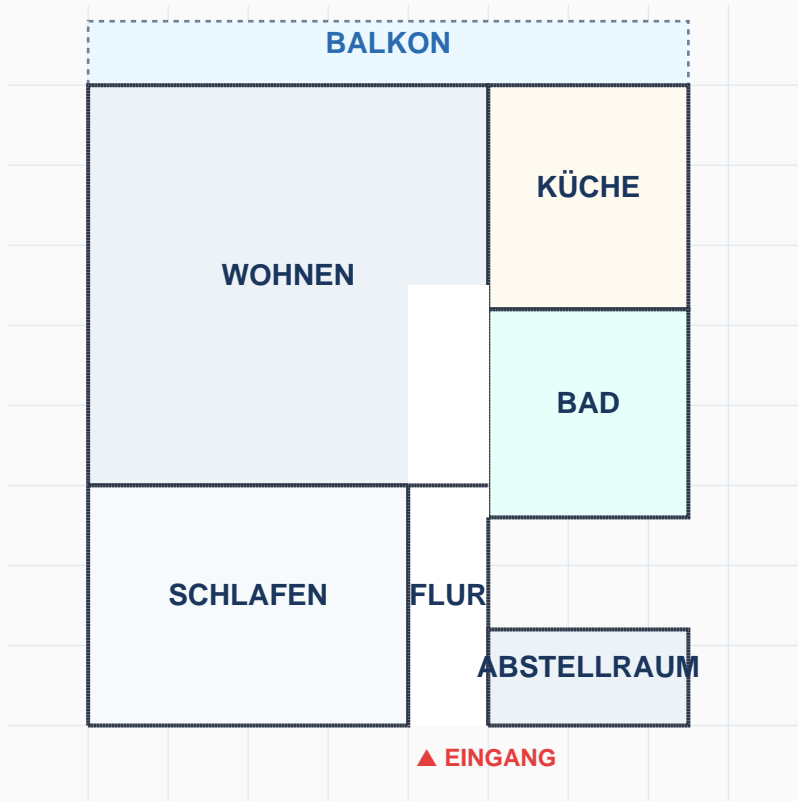 BALKON
KÜCHE
WOHNEN
BAD
SCHLAFEN
FLUR
ABSTELLRAUM
▲ EINGANG